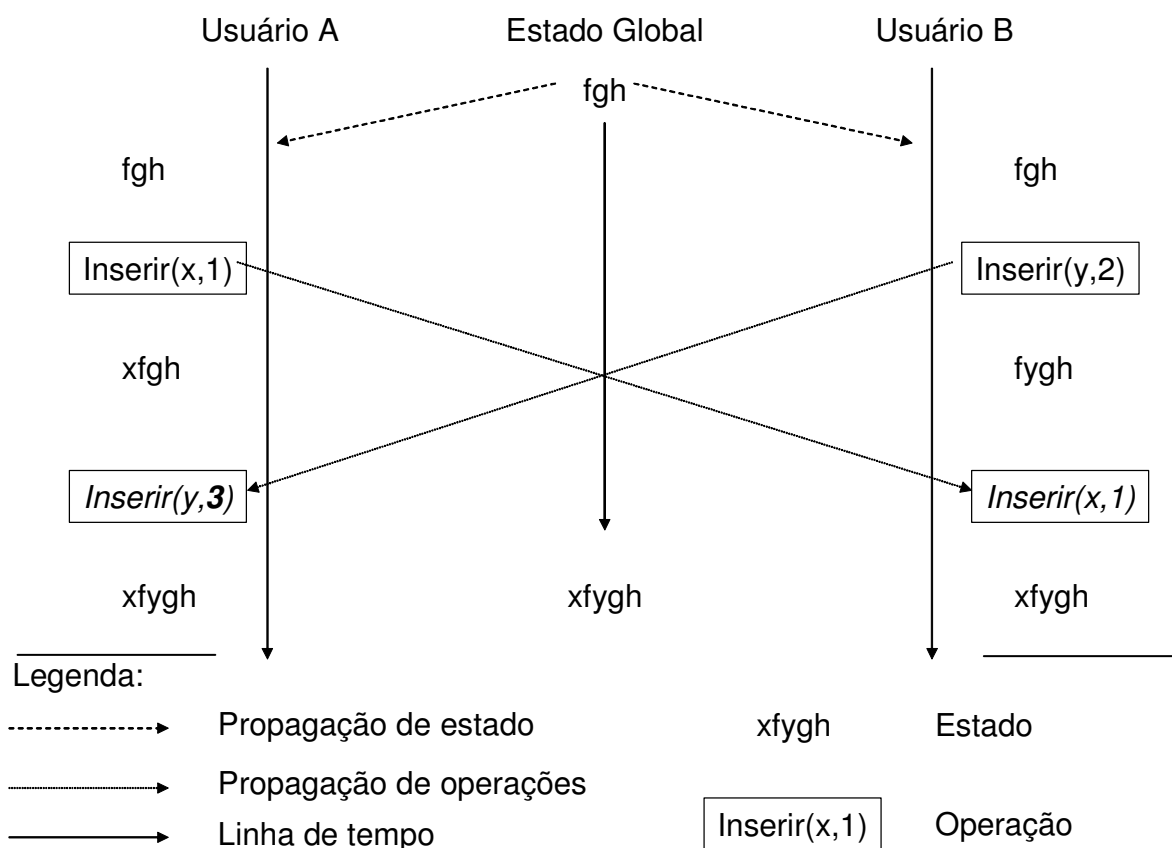 Usuário A Estado Global Usuário B
fgh
fgh fgh
Inserir(x,1) Inserir(y,2)
xfgh fygh
Inserir(y,3) Inserir(x,1)
xfygh xfygh xfygh
Legenda:
Propagação de estado xfygh Estado
Propagação de operações
Inserir(x,1) Operação
Linha de tempo